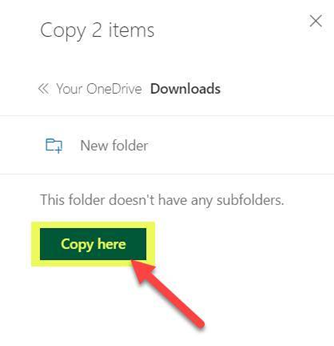 Copy 2 items
Your OneDrive Downloads
New folder
This folder doesn't have any subfolders.
Copy here